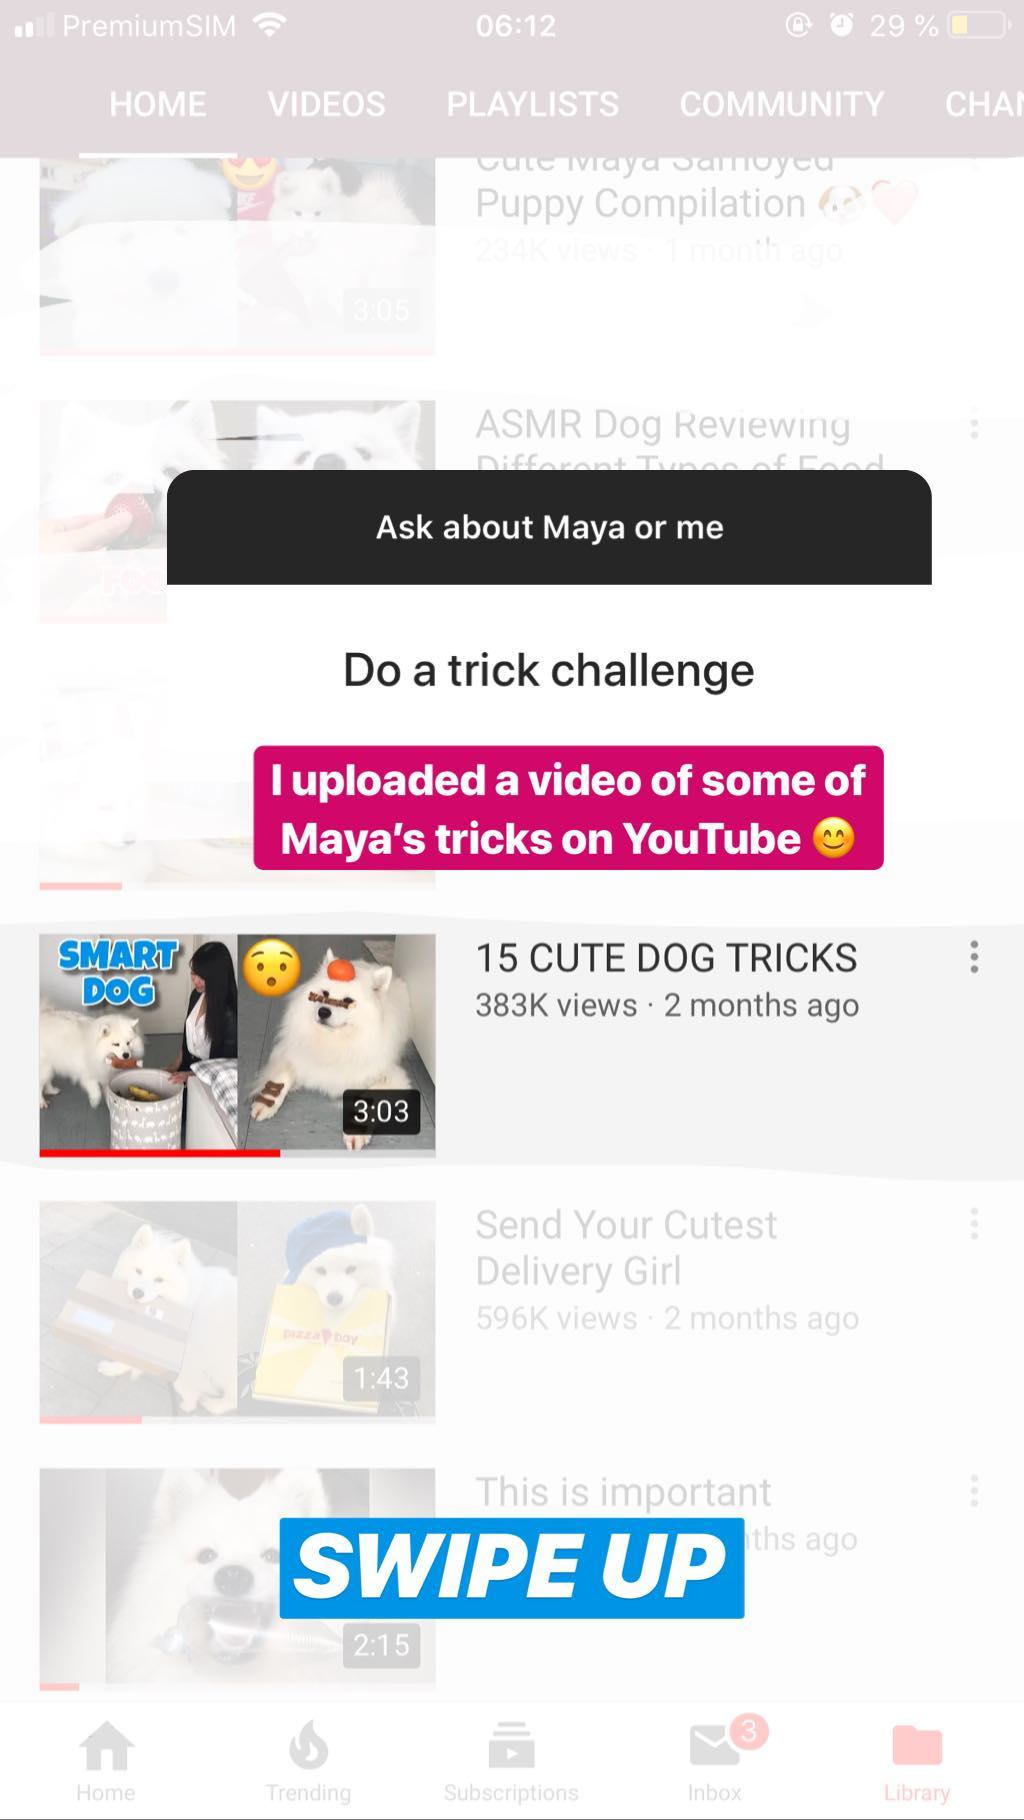 PremiumSIM
06:12
29 %
HOME VIDEOS PLAYLISTS COMMUNITY CHAN
Cute Maya Samoyed
Puppy Compilation
234K views · 1 month ago
3:05
ASMR Dog Reviewing
Different Types of Food
FOO
Ask about Maya or me
Do a trick challenge
I uploaded a video of some of
Maya's tricks on YouTube 😊
SMART
DOG
3:03
15 CUTE DOG TRICKS
383K views · 2 months ago
pizza boy
1:43
Send Your Cutest
Delivery Girl
596K views · 2 months ago
This is important
ths ago
SWIPE UP
2:15
3
Home Trending Subscriptions Inbox Library